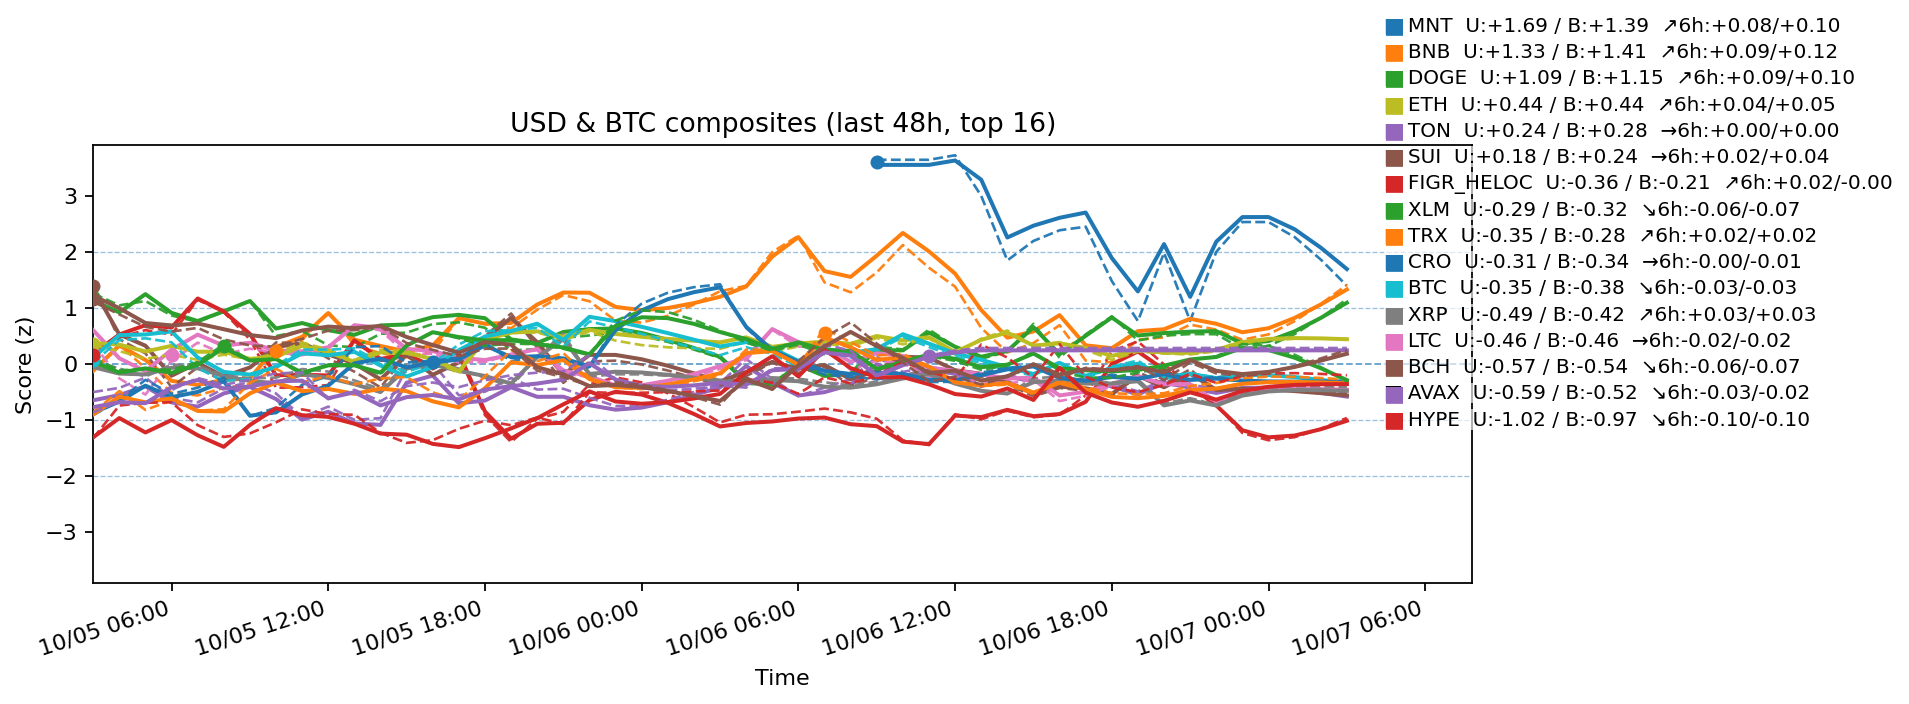 MNT  U:+1.69 / B:+1.39  ↗6h:+0.08/+0.10
BNB  U:+1.33 / B:+1.41  ↗6h:+0.09/+0.12
DOGE  U:+1.09 / B:+1.15  ↗6h:+0.09/+0.10
ETH  U:+0.44 / B:+0.44  ↗6h:+0.04/+0.05
TON  U:+0.24 / B:+0.28  →6h:+0.00/+0.00
SUI  U:+0.18 / B:+0.24  →6h:+0.02/+0.04
FIGR_HELOC  U:-0.36 / B:-0.21  ↗6h:+0.02/-0.00
XLM  U:-0.29 / B:-0.32  ↘6h:-0.06/-0.07
TRX  U:-0.35 / B:-0.28  ↗6h:+0.02/+0.02
CRO  U:-0.31 / B:-0.34  →6h:-0.00/-0.01
BTC  U:-0.35 / B:-0.38  ↘6h:-0.03/-0.03
XRP  U:-0.49 / B:-0.42  ↗6h:+0.03/+0.03
LTC  U:-0.46 / B:-0.46  →6h:-0.02/-0.02
BCH  U:-0.57 / B:-0.54  ↘6h:-0.06/-0.07
AVAX  U:-0.59 / B:-0.52  ↘6h:-0.03/-0.02
HYPE  U:-1.02 / B:-0.97  ↘6h:-0.10/-0.10
USD & BTC composites (last 48h, top 16)
Score (z)
3
2
1
0
−1
−2
−3
10/05 06:00
10/05 12:00
10/05 18:00
10/06 00:00
10/06 06:00
10/06 12:00
10/06 18:00
10/07 00:00
10/07 06:00
Time